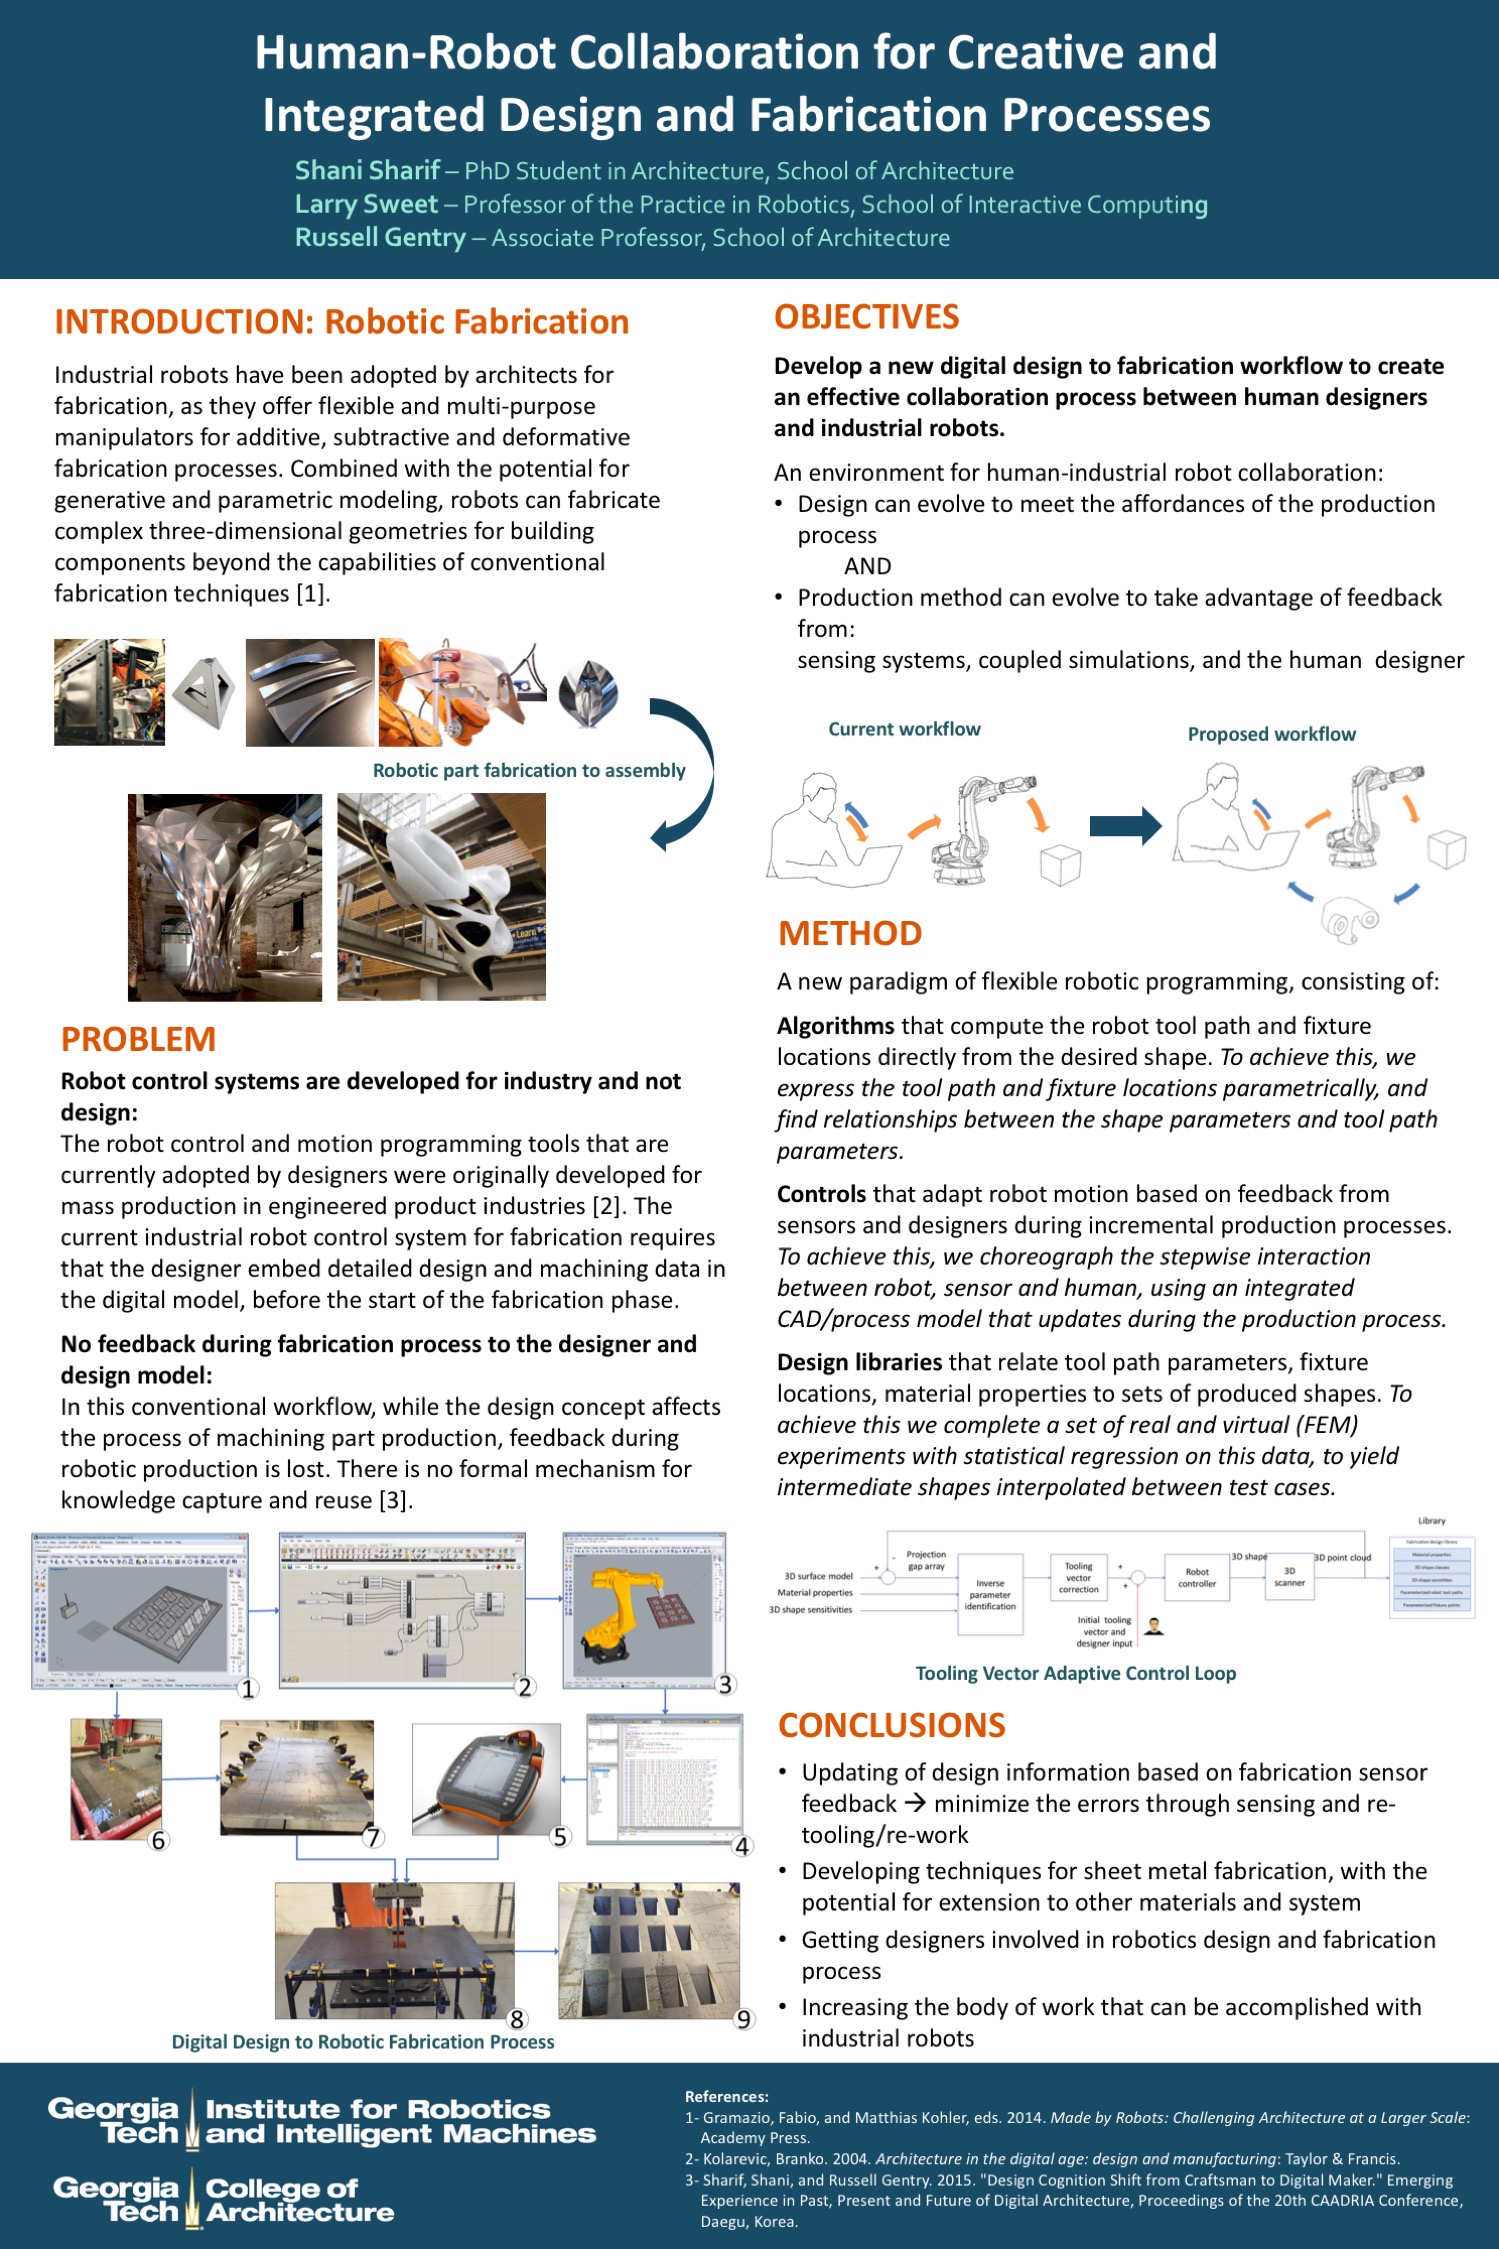 Human-Robot Collaboration for Creative and
Integrated Design and Fabrication Processes
Shani Sharif – PhD Student in Architecture, School of Architecture
Larry Sweet – Professor of the Practice in Robotics, School of Interactive Computing
Russell Gentry – Associate Professor, School of Architecture
INTRODUCTION: Robotic Fabrication
Industrial robots have been adopted by architects for
fabrication, as they offer flexible and multi-purpose
manipulators for additive, subtractive and deformative
fabrication processes. Combined with the potential for
generative and parametric modeling, robots can fabricate
complex three-dimensional geometries for building
components beyond the capabilities of conventional
fabrication techniques [1].
Robotic part fabrication to assembly
PROBLEM
Robot control systems are developed for industry and not
design:
The robot control and motion programming tools that are
currently adopted by designers were originally developed for
mass production in engineered product industries [2]. The
current industrial robot control system for fabrication requires
that the designer embed detailed design and machining data in
the digital model, before the start of the fabrication phase.
No feedback during fabrication process to the designer and
design model:
In this conventional workflow, while the design concept affects
the process of machining part production, feedback during
robotic production is lost. There is no formal mechanism for
knowledge capture and reuse [3].
1
2
3
6
7
5
4
8
9
Digital Design to Robotic Fabrication Process
OBJECTIVES
Develop a new digital design to fabrication workflow to create
an effective collaboration process between human designers
and industrial robots.
An environment for human-industrial robot collaboration:
• Design can evolve to meet the affordances of the production
process
AND
• Production method can evolve to take advantage of feedback
from:
sensing systems, coupled simulations, and the human designer
Current workflow
Proposed workflow
METHOD
A new paradigm of flexible robotic programming, consisting of:
Algorithms that compute the robot tool path and fixture
locations directly from the desired shape. To achieve this, we
express the tool path and fixture locations parametrically, and
find relationships between the shape parameters and tool path
parameters.
Controls that adapt robot motion based on feedback from
sensors and designers during incremental production processes.
To achieve this, we choreograph the stepwise interaction
between robot, sensor and human, using an integrated
CAD/process model that updates during the production process.
Design libraries that relate tool path parameters, fixture
locations, material properties to sets of produced shapes. To
achieve this we complete a set of real and virtual (FEM)
experiments with statistical regression on this data, to yield
intermediate shapes interpolated between test cases.
3D surface model
Material properties
3D shape sensitivities
+
-
Projection
gap array
Inverse
parameter
identification
Tooling
vector
correction
+
+
Initial tooling
vector and
designer input
Robot
controller
3D shape
3D
scanner
3D point cloud
Library
Fabrication design library
Material properties
3D shape classes
3D shape sensitivities
Parameterized robot tool paths
Parameterized fixture points
Tooling Vector Adaptive Control Loop
CONCLUSIONS
• Updating of design information based on fabrication sensor
feedback → minimize the errors through sensing and re-
tooling/re-work
• Developing techniques for sheet metal fabrication, with the
potential for extension to other materials and system
• Getting designers involved in robotics design and fabrication
process
• Increasing the body of work that can be accomplished with
industrial robots
Georgia Tech Institute for Robotics and Intelligent Machines
Georgia Tech College of Architecture
References:
1- Gramazio, Fabio, and Matthias Kohler, eds. 2014. Made by Robots: Challenging Architecture at a Larger Scale:
Academy Press.
2- Kolarevic, Branko. 2004. Architecture in the digital age: design and manufacturing: Taylor & Francis.
3- Sharif, Shani, and Russell Gentry. 2015. "Design Cognition Shift from Craftsman to Digital Maker." Emerging
Experience in Past, Present and Future of Digital Architecture, Proceedings of the 20th CAADRIA Conference,
Daegu, Korea.